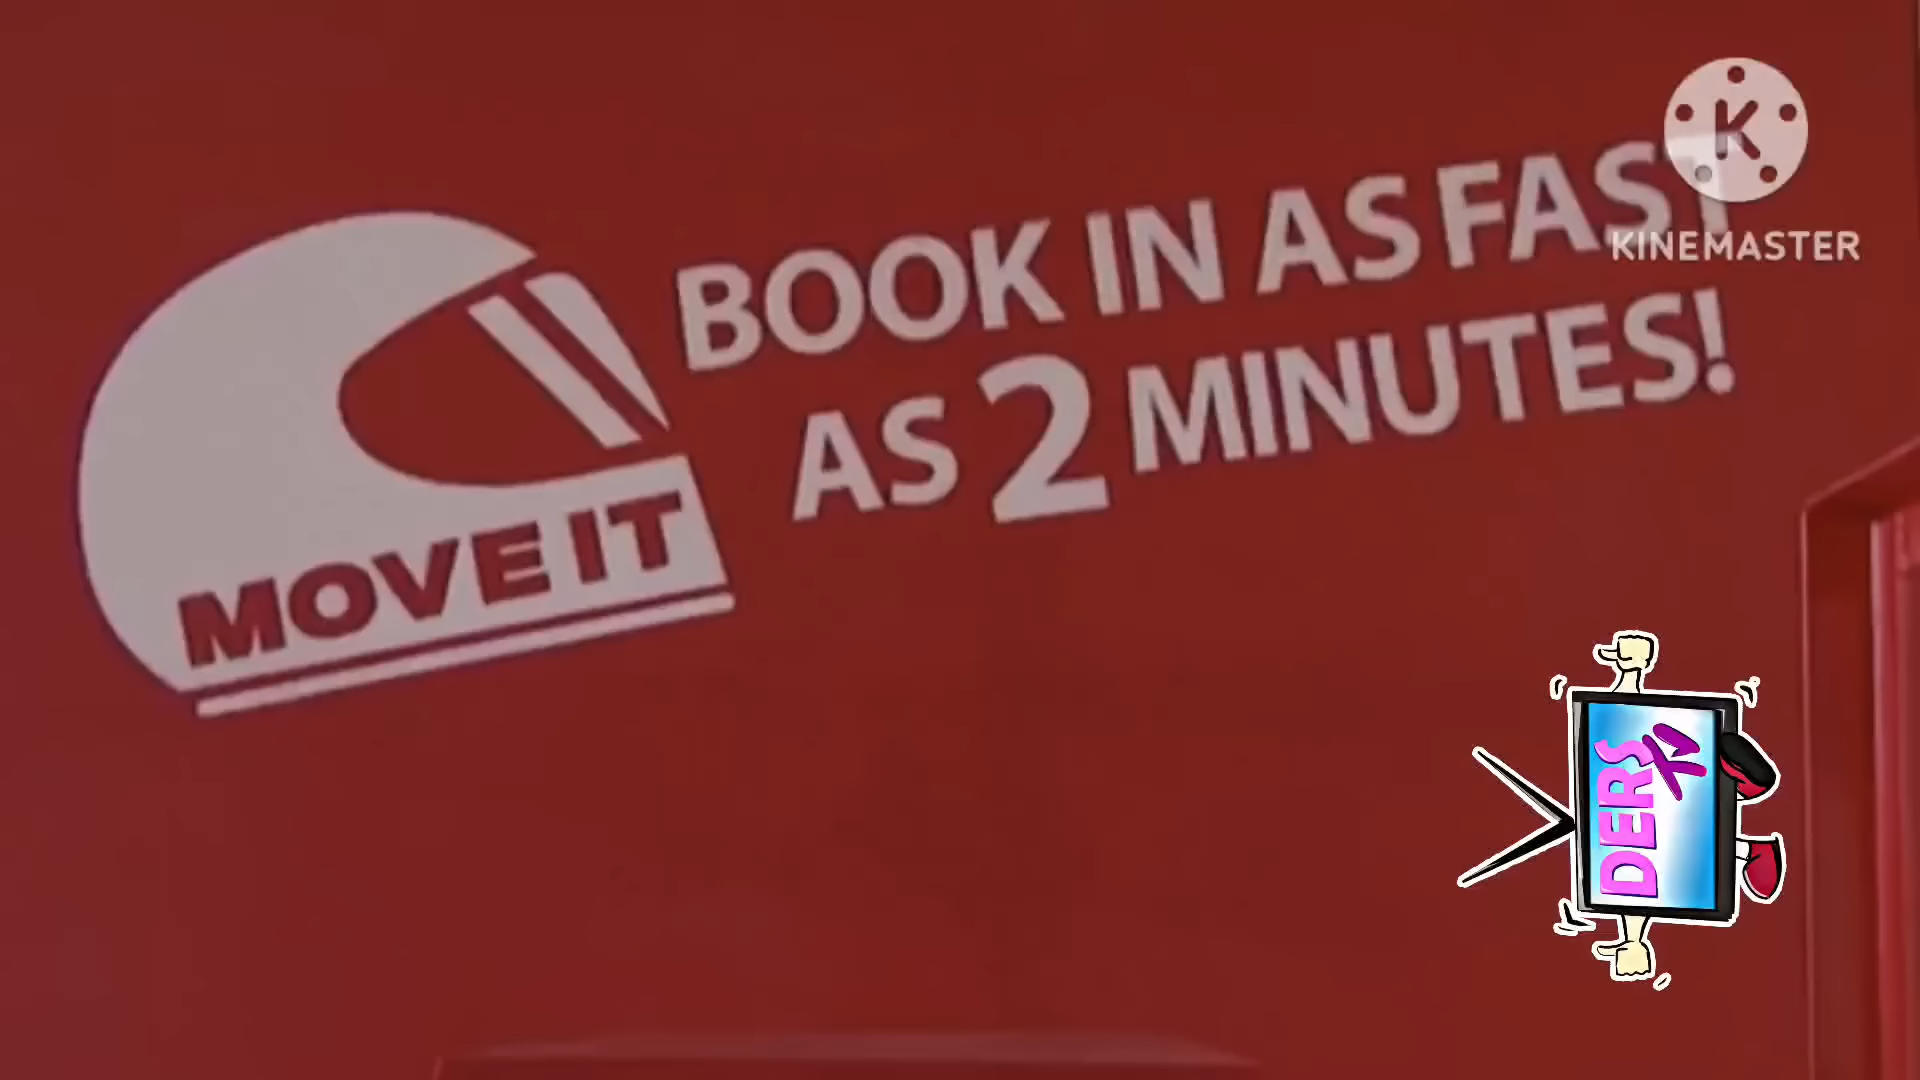 BOOK IN AS FAST
AS 2 MINUTES!
MOVE IT
K
KINEMASTER
DERS
TV